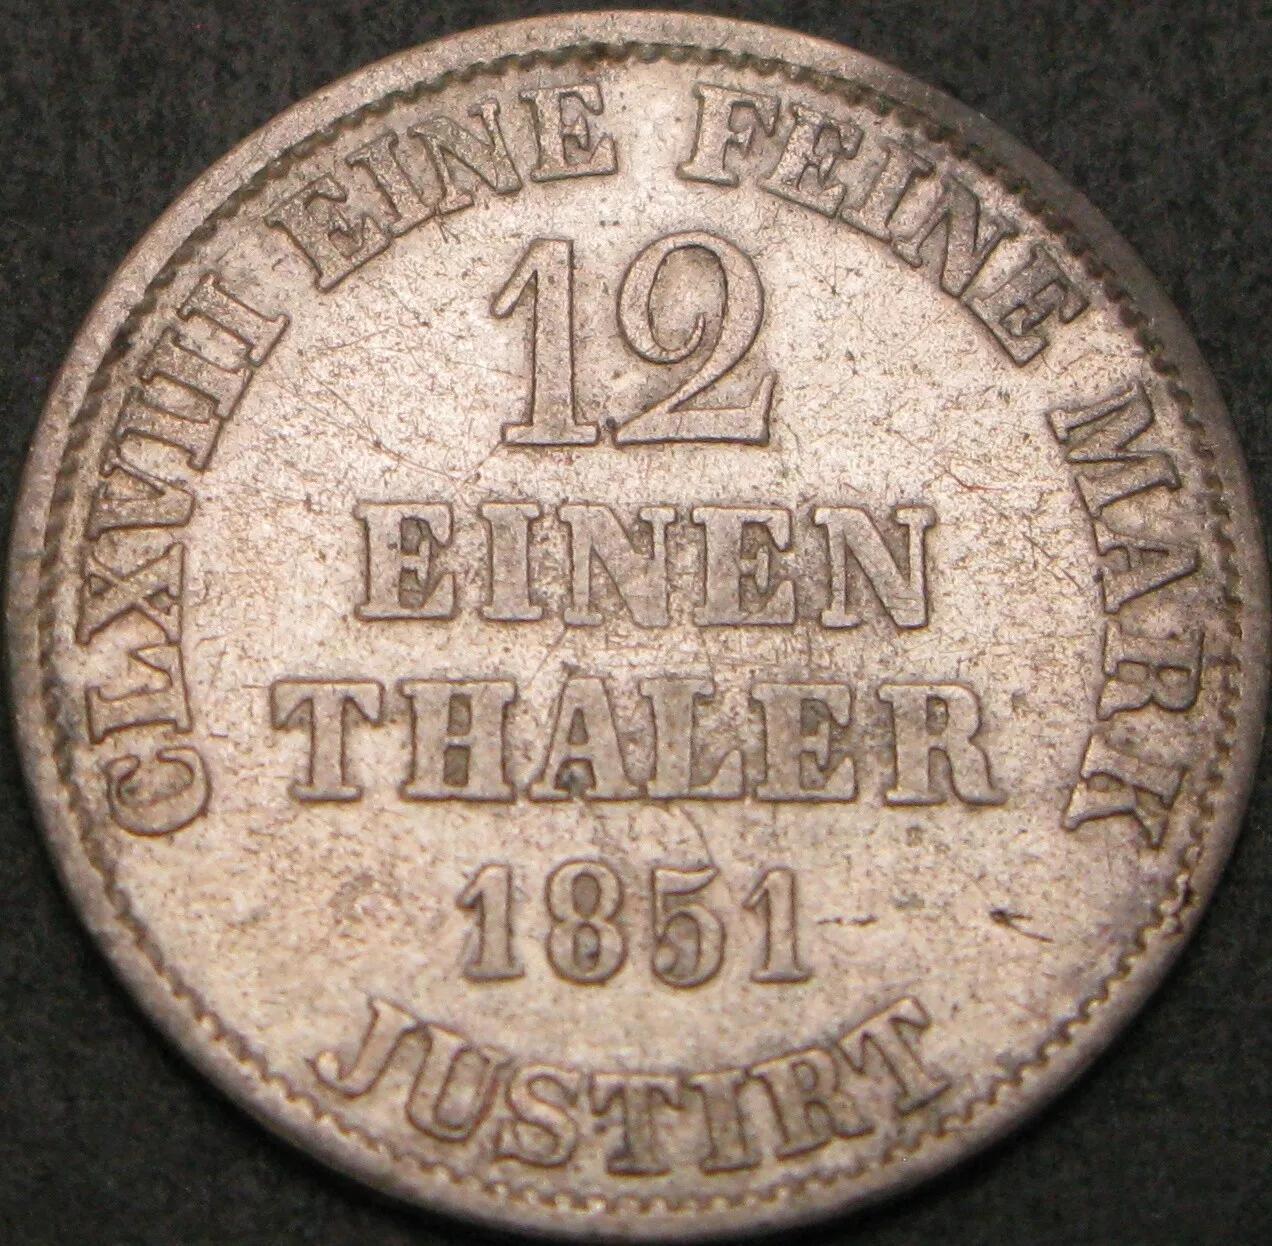 CLXVIII EINE FEINE MARK
12
EINEN
THALER
1851
JUSTIRT